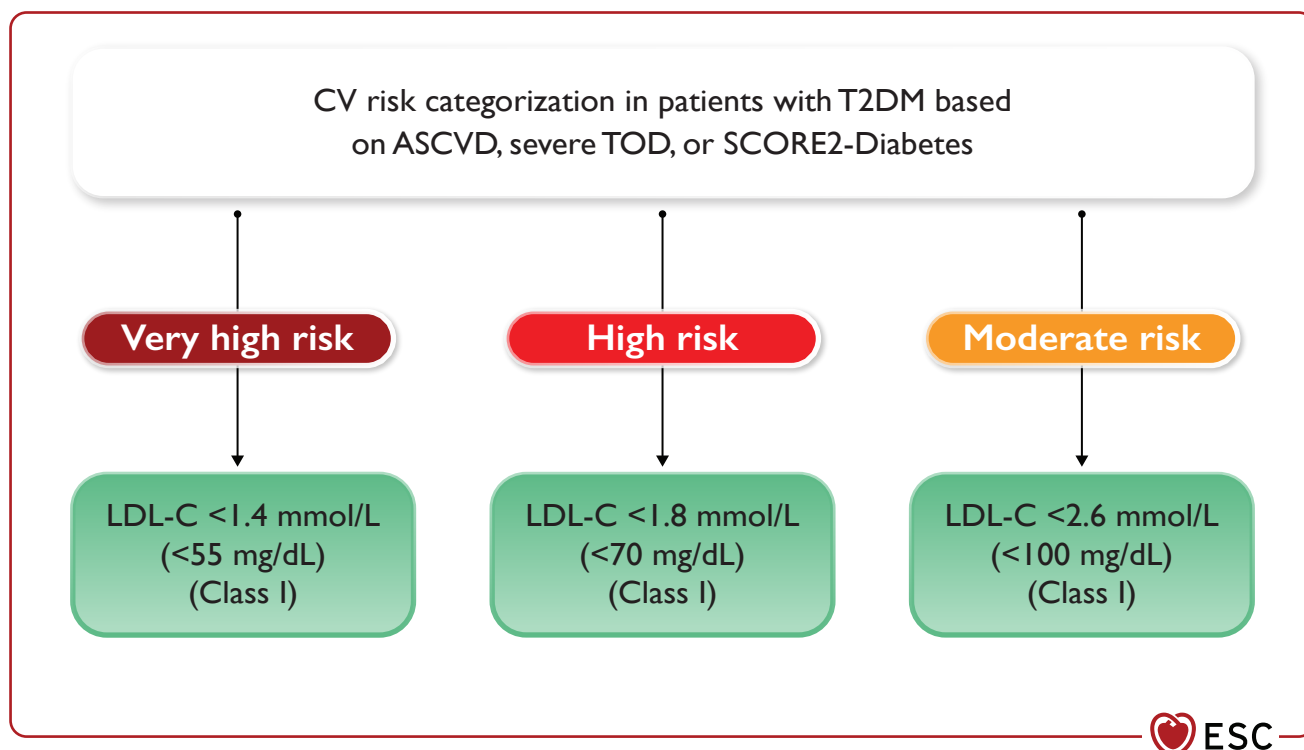 CV risk categorization in patients with T2DM based
on ASCVD, severe TOD, or SCORE2-Diabetes
Very high risk
High risk
Moderate risk
LDL-C <1.4 mmol/L
(<55 mg/dL)
(Class I)
LDL-C <1.8 mmol/L
(<70 mg/dL)
(Class I)
LDL-C <2.6 mmol/L
(<100 mg/dL)
(Class I)
ESC